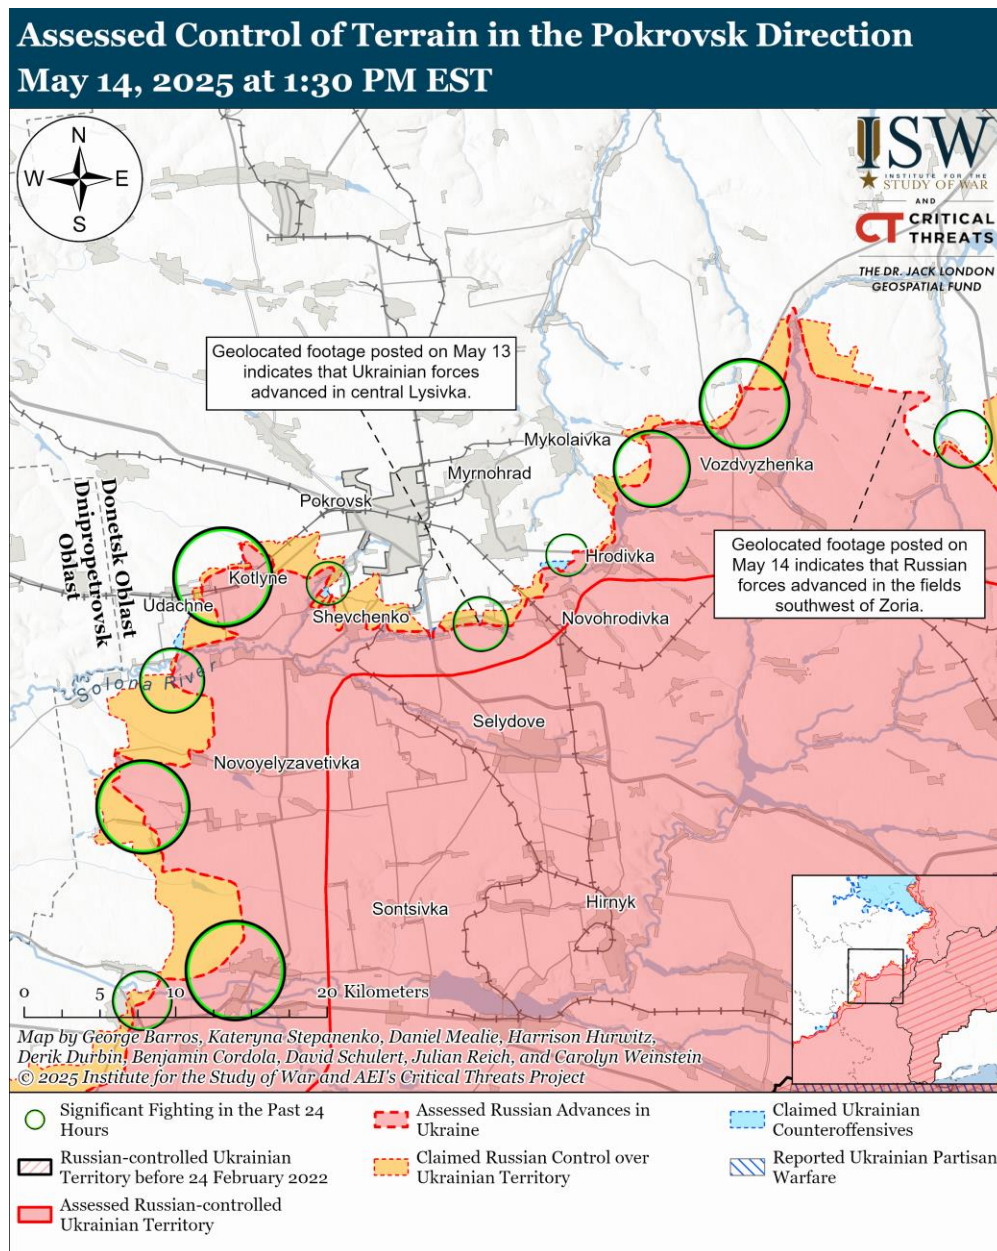 Assessed Control of Terrain in the Pokrovsk Direction
May 14, 2025 at 1:30 PM EST
N
W
E
S
ISW
INSTITUTE FOR THE
STUDY OF WAR
AND
CT CRITICAL
THREATS
THE DR. JACK LONDON
GEOSPATIAL FUND
Geolocated footage posted on May 13
indicates that Ukrainian forces
advanced in central Lysivka.
Mykolaivka
Myrnohrad
Vozdvyzhenka
Pokrovsk
Donetsk Oblast
Dnipropetrovsk
Oblast
Geolocated footage posted on
May 14 indicates that Russian
forces advanced in the fields
southwest of Zoria.
Hrodivka
Kotlyne
Udachne
Shevchenko
Novohrodivka
Solona River
Selydove
Novoyelyzavetivka
Sontsivka
Hirnyk
0 5 10 20 Kilometers
Map by George Barros, Kateryna Stepanenko, Daniel Mealie, Harrison Hurwitz,
Derik Durbin, Benjamin Cordola, David Schulert, Julian Reich, and Carolyn Weinstein
© 2025 Institute for the Study of War and AEI's Critical Threats Project
Significant Fighting in the Past 24
Hours
Russian-controlled Ukrainian
Territory before 24 February 2022
Assessed Russian-controlled
Ukrainian Territory
Assessed Russian Advances in
Ukraine
Claimed Russian Control over
Ukrainian Territory
Claimed Ukrainian
Counteroffensives
Reported Ukrainian Partisan
Warfare